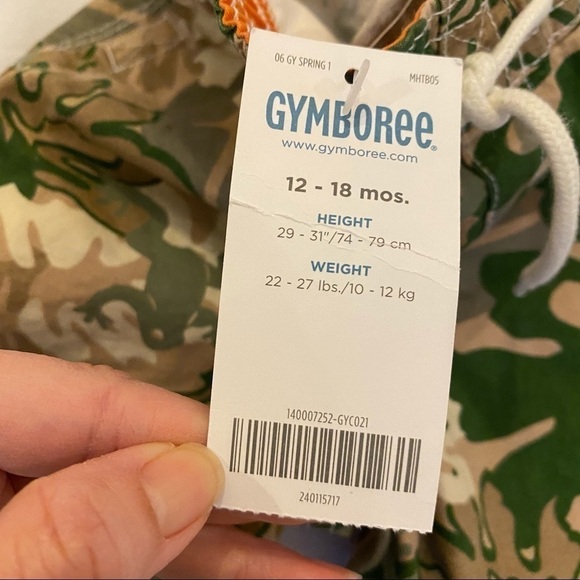 06 GY SPRING 1
MHTB05
GYMBOREE®
www.gymboree.com
12 - 18 mos.
HEIGHT
29 - 31"/74 - 79 cm
WEIGHT
22 - 27 lbs./10 - 12 kg
140007252-GYC021
240115717